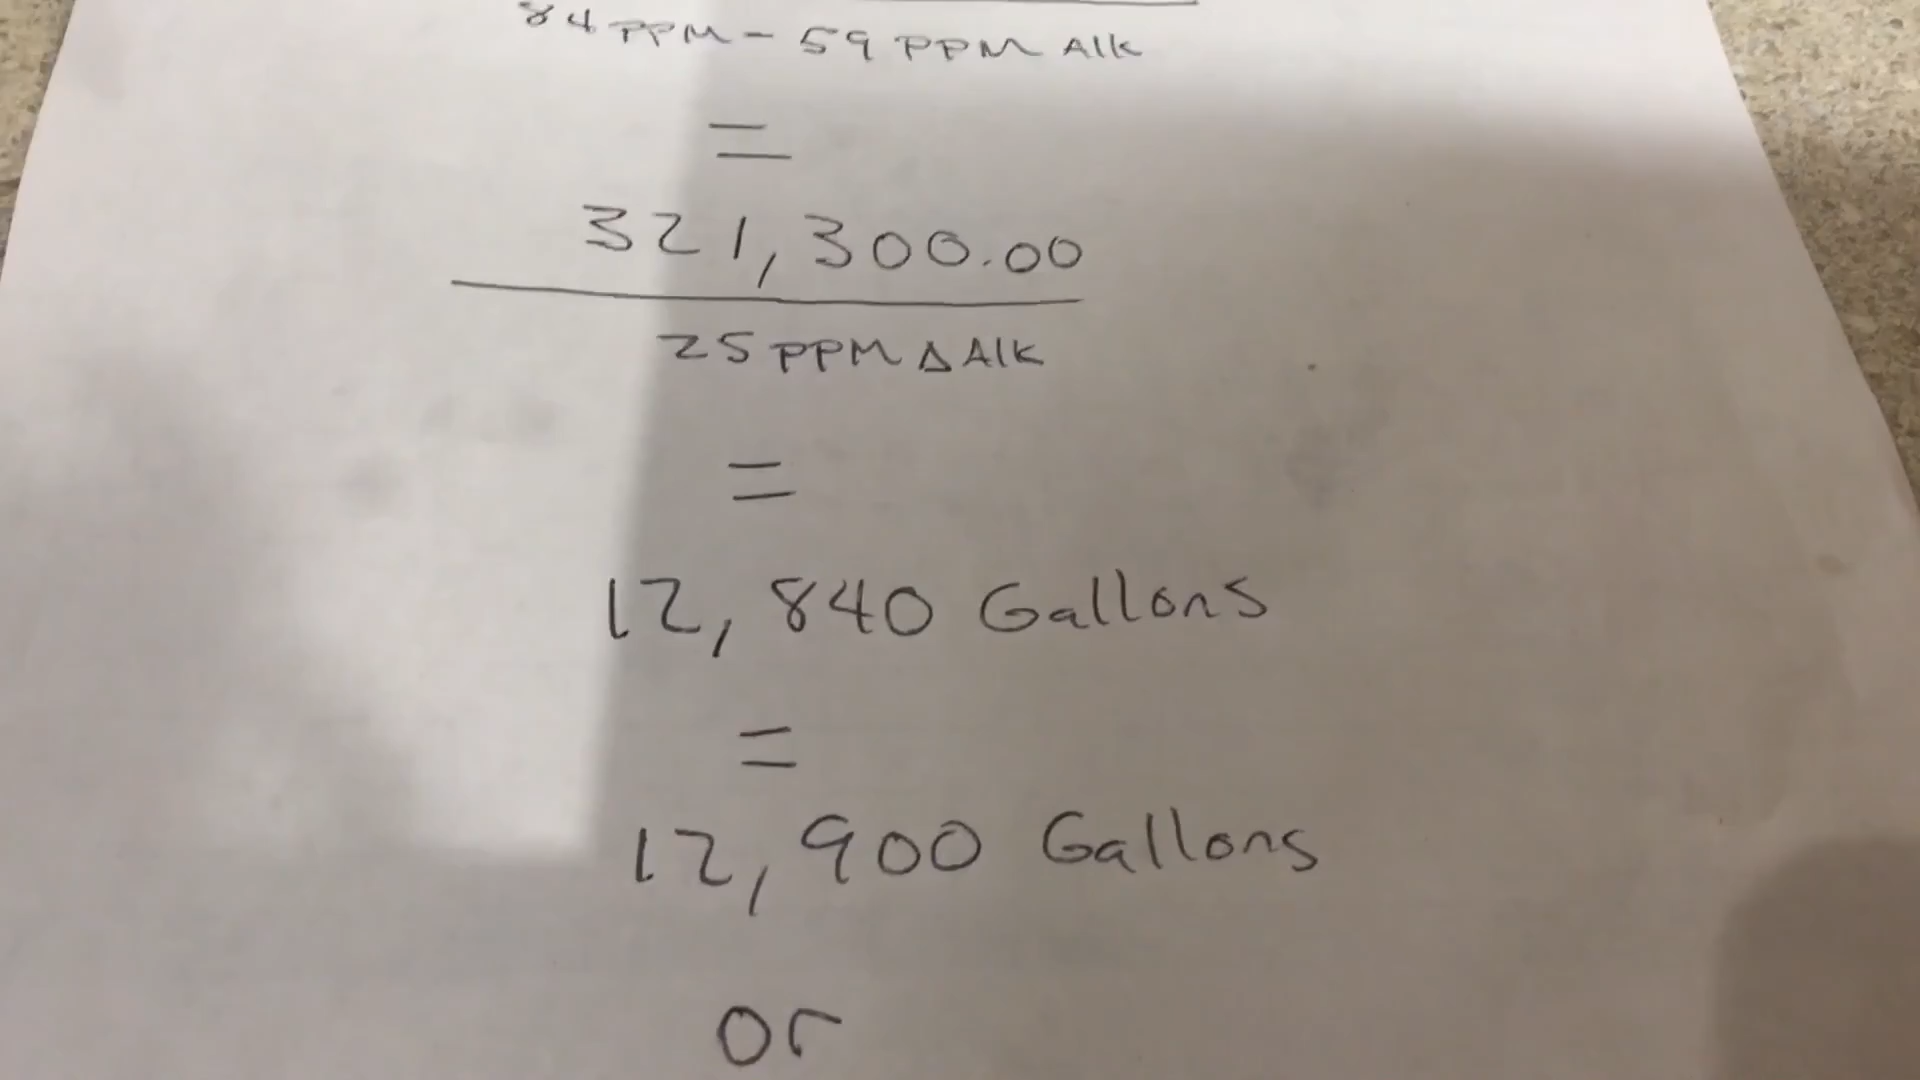 84 PPM - 59 PPM Alk
=
321,300.00
25 PPM Δ Alk
=
12,840 Gallons
=
12,900 Gallons
or